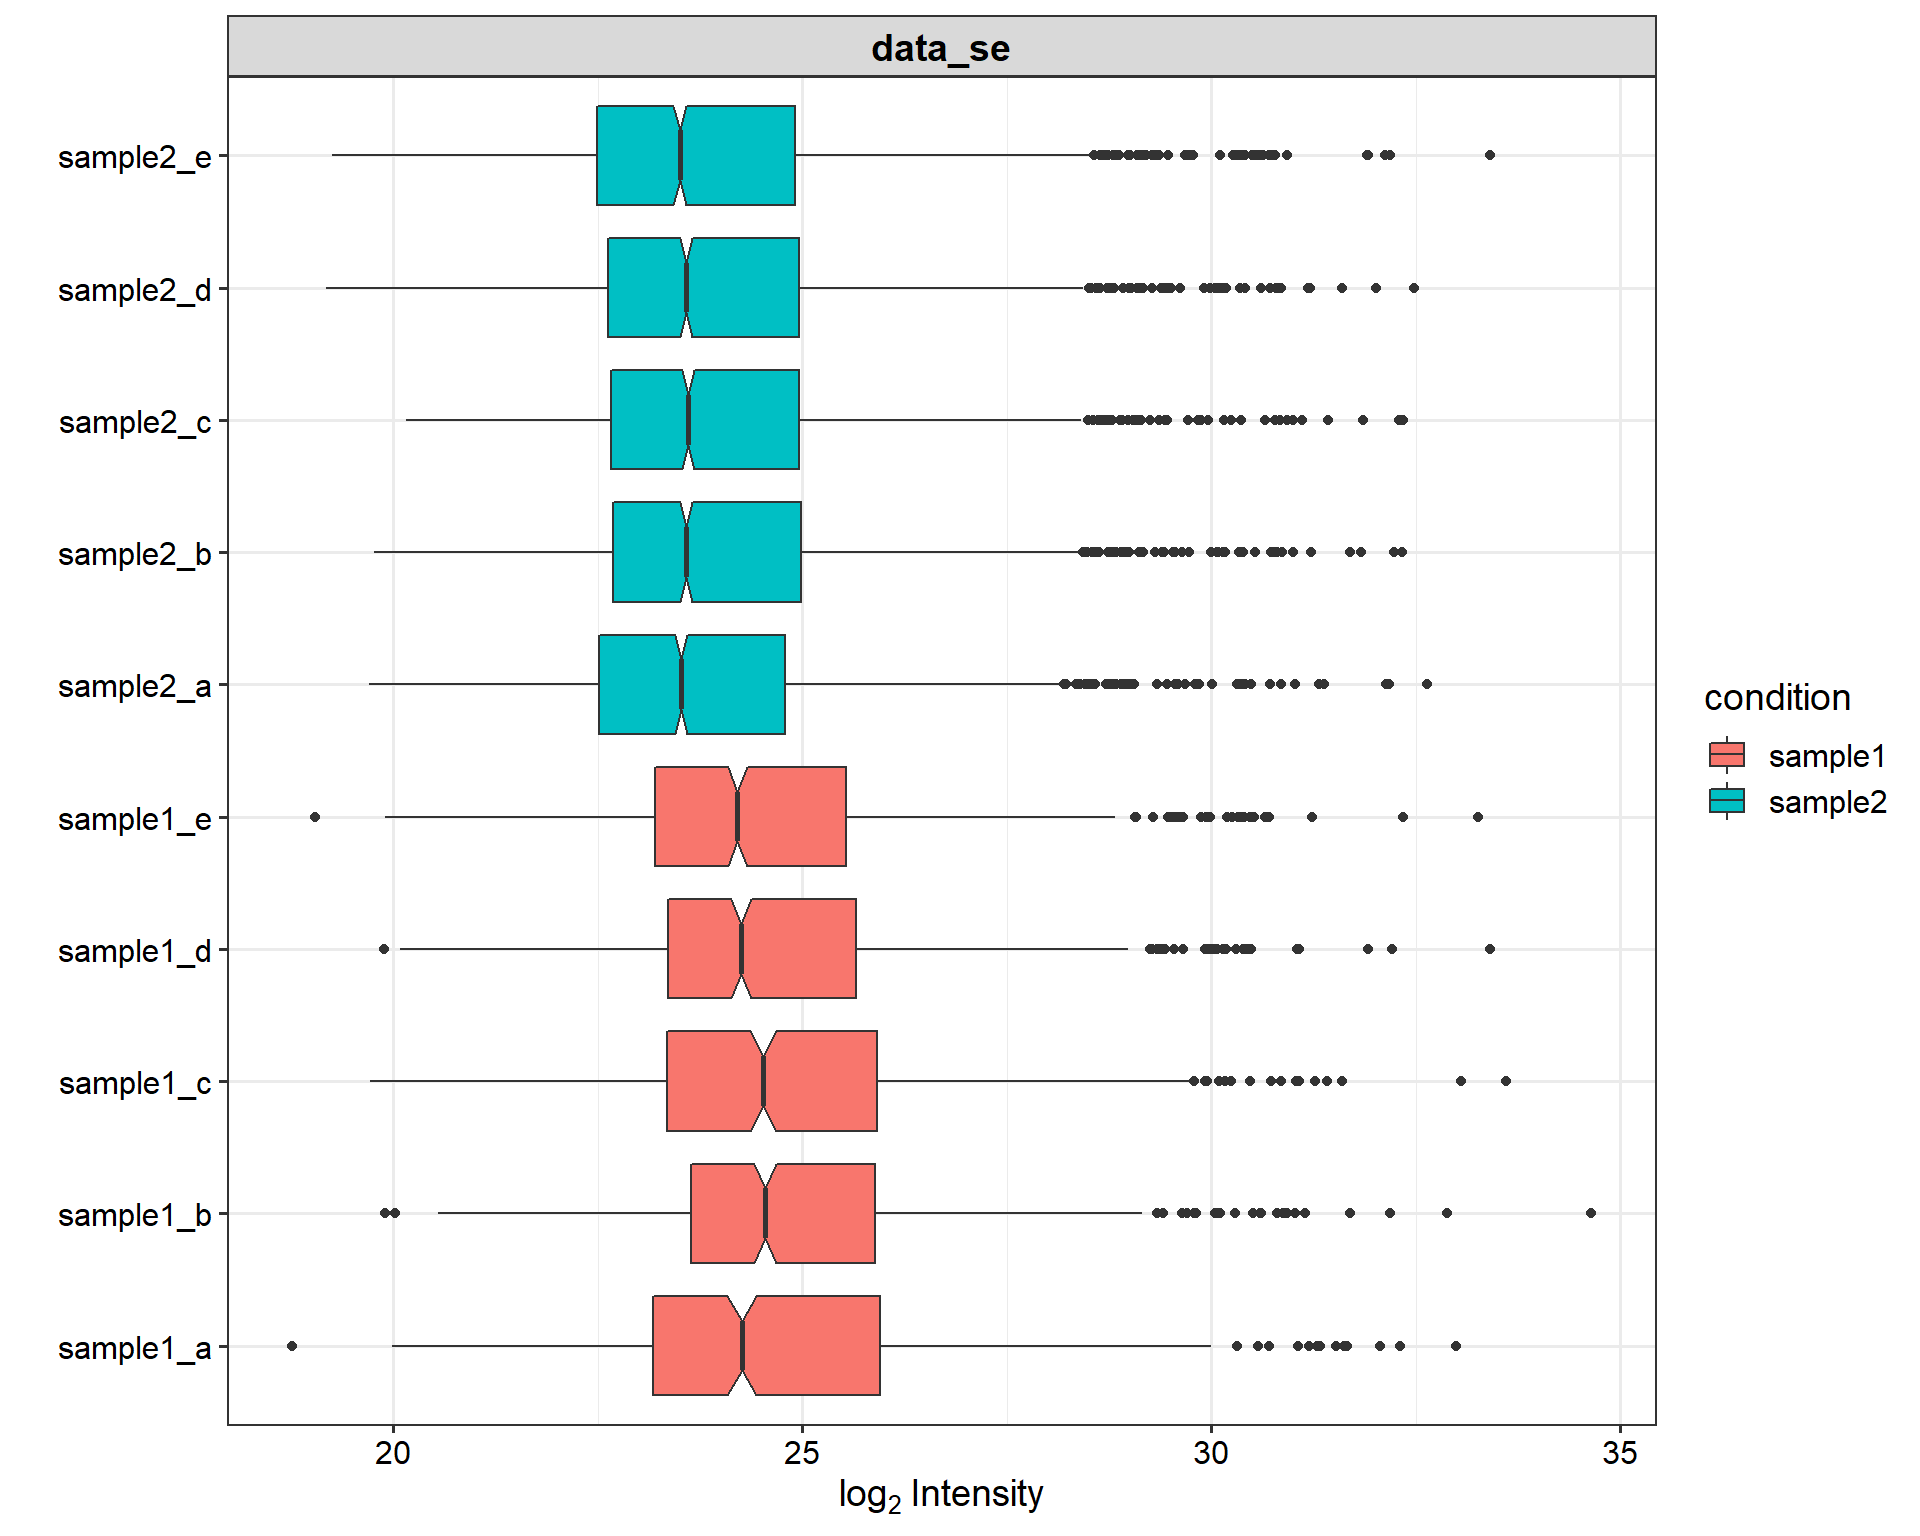 data_se
sample2_e
sample2_d
sample2_c
sample2_b
sample2_a
sample1_e
sample1_d
sample1_c
sample1_b
sample1_a
20 25 30 35
log₂ Intensity
condition
sample1
sample2